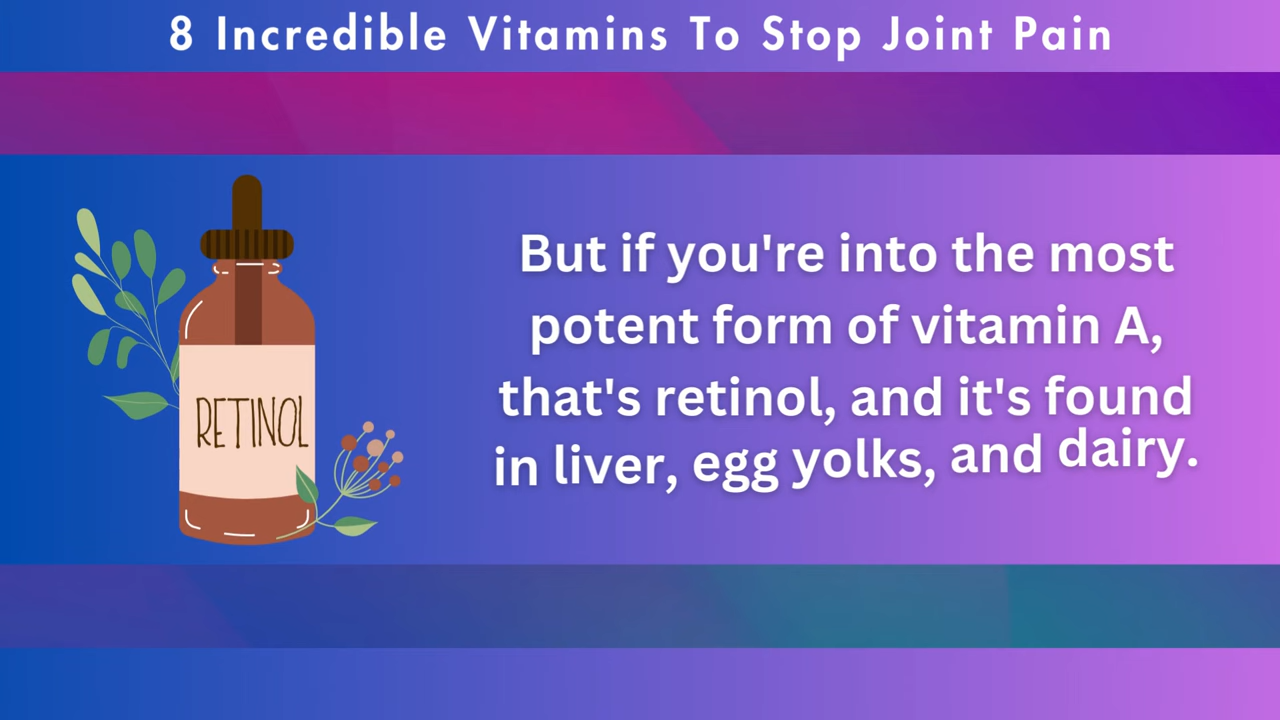 8 Incredible Vitamins To Stop Joint Pain
But if you're into the most
potent form of vitamin A,
that's retinol, and it's found
in liver, egg yolks, and dairy.
RETINOL